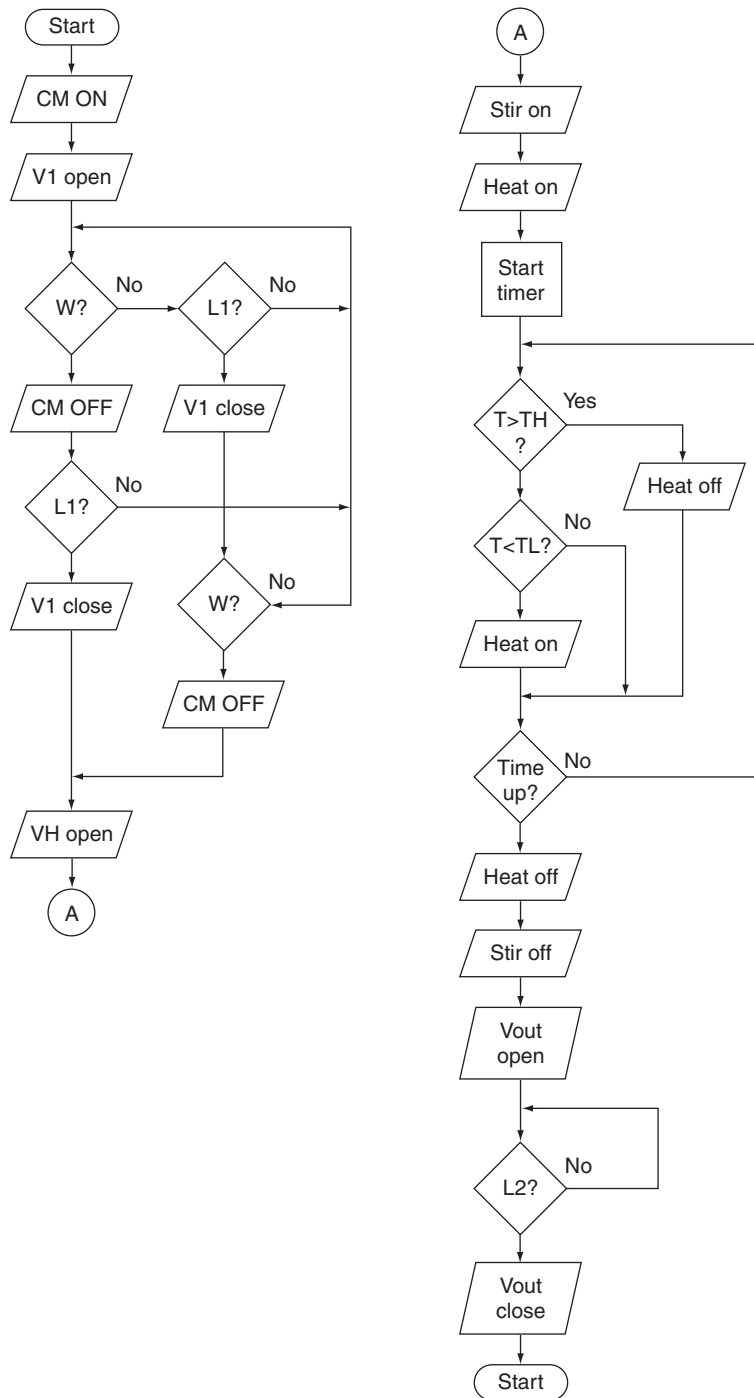 Start
CM ON
V1 open
W?
No
L1?
No
CM OFF
V1 close
L1?
No
V1 close
W?
No
CM OFF
VH open
A
A
Stir on
Heat on
Start
timer
T>TH
?
Yes
Heat off
T<TL?
No
Heat on
Time
up?
No
Heat off
Stir off
Vout
open
L2?
No
Vout
close
Start